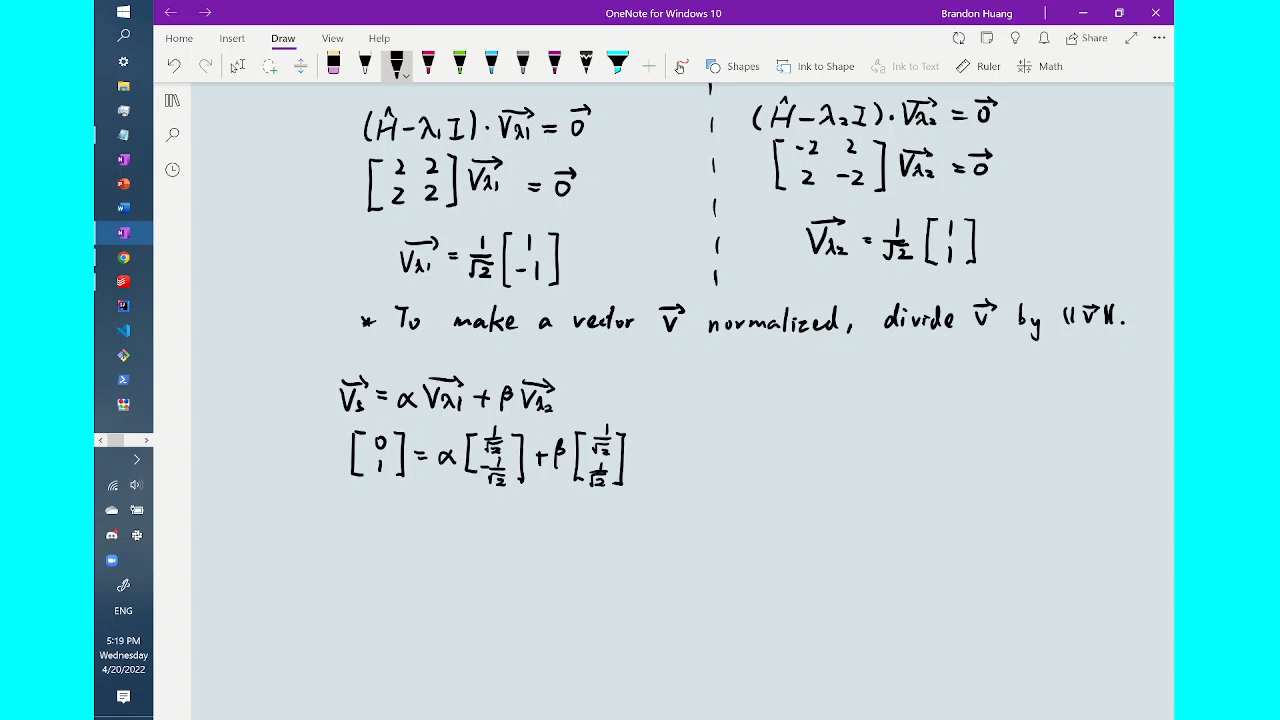 OneNote for Windows 10
Brandon Huang
Home Insert Draw View Help
Share
Shapes Ink to Shape Ink to Text Ruler Math
(Ĥ-λ₁I)·V⃗λ₁ = 0⃗
[2 2; 2 2] V⃗λ₁ = 0⃗
V⃗λ₁ = 1/√2 [1; -1]
(Ĥ-λ₂I)·V⃗λ₂ = 0⃗
[-2 2; 2 -2] V⃗λ₂ = 0⃗
V⃗λ₂ = 1/√2 [1; 1]
* To make a vector v⃗ normalized, divide v⃗ by ||v⃗||.
V⃗s = α V⃗λ₁ + β V⃗λ₂
[0; 1] = α [1/√2; -1/√2] + β [1/√2; 1/√2]
ENG
5:19 PM
Wednesday
4/20/2022